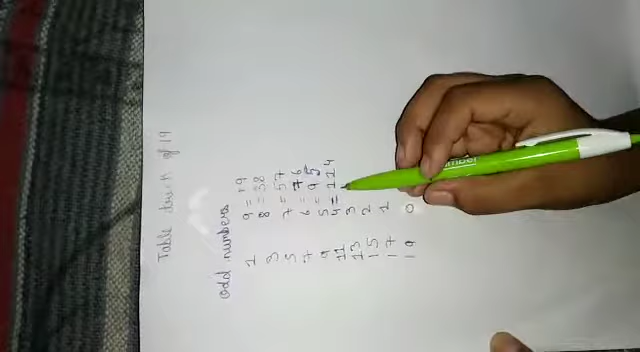 Table trick of 19
odd numbers
1 9 = 19
3 8 = 38
5 7 = 57
7 6 = 76
9 5 = 95
11 4 = 114
13 3
15 2
17 1
19 0